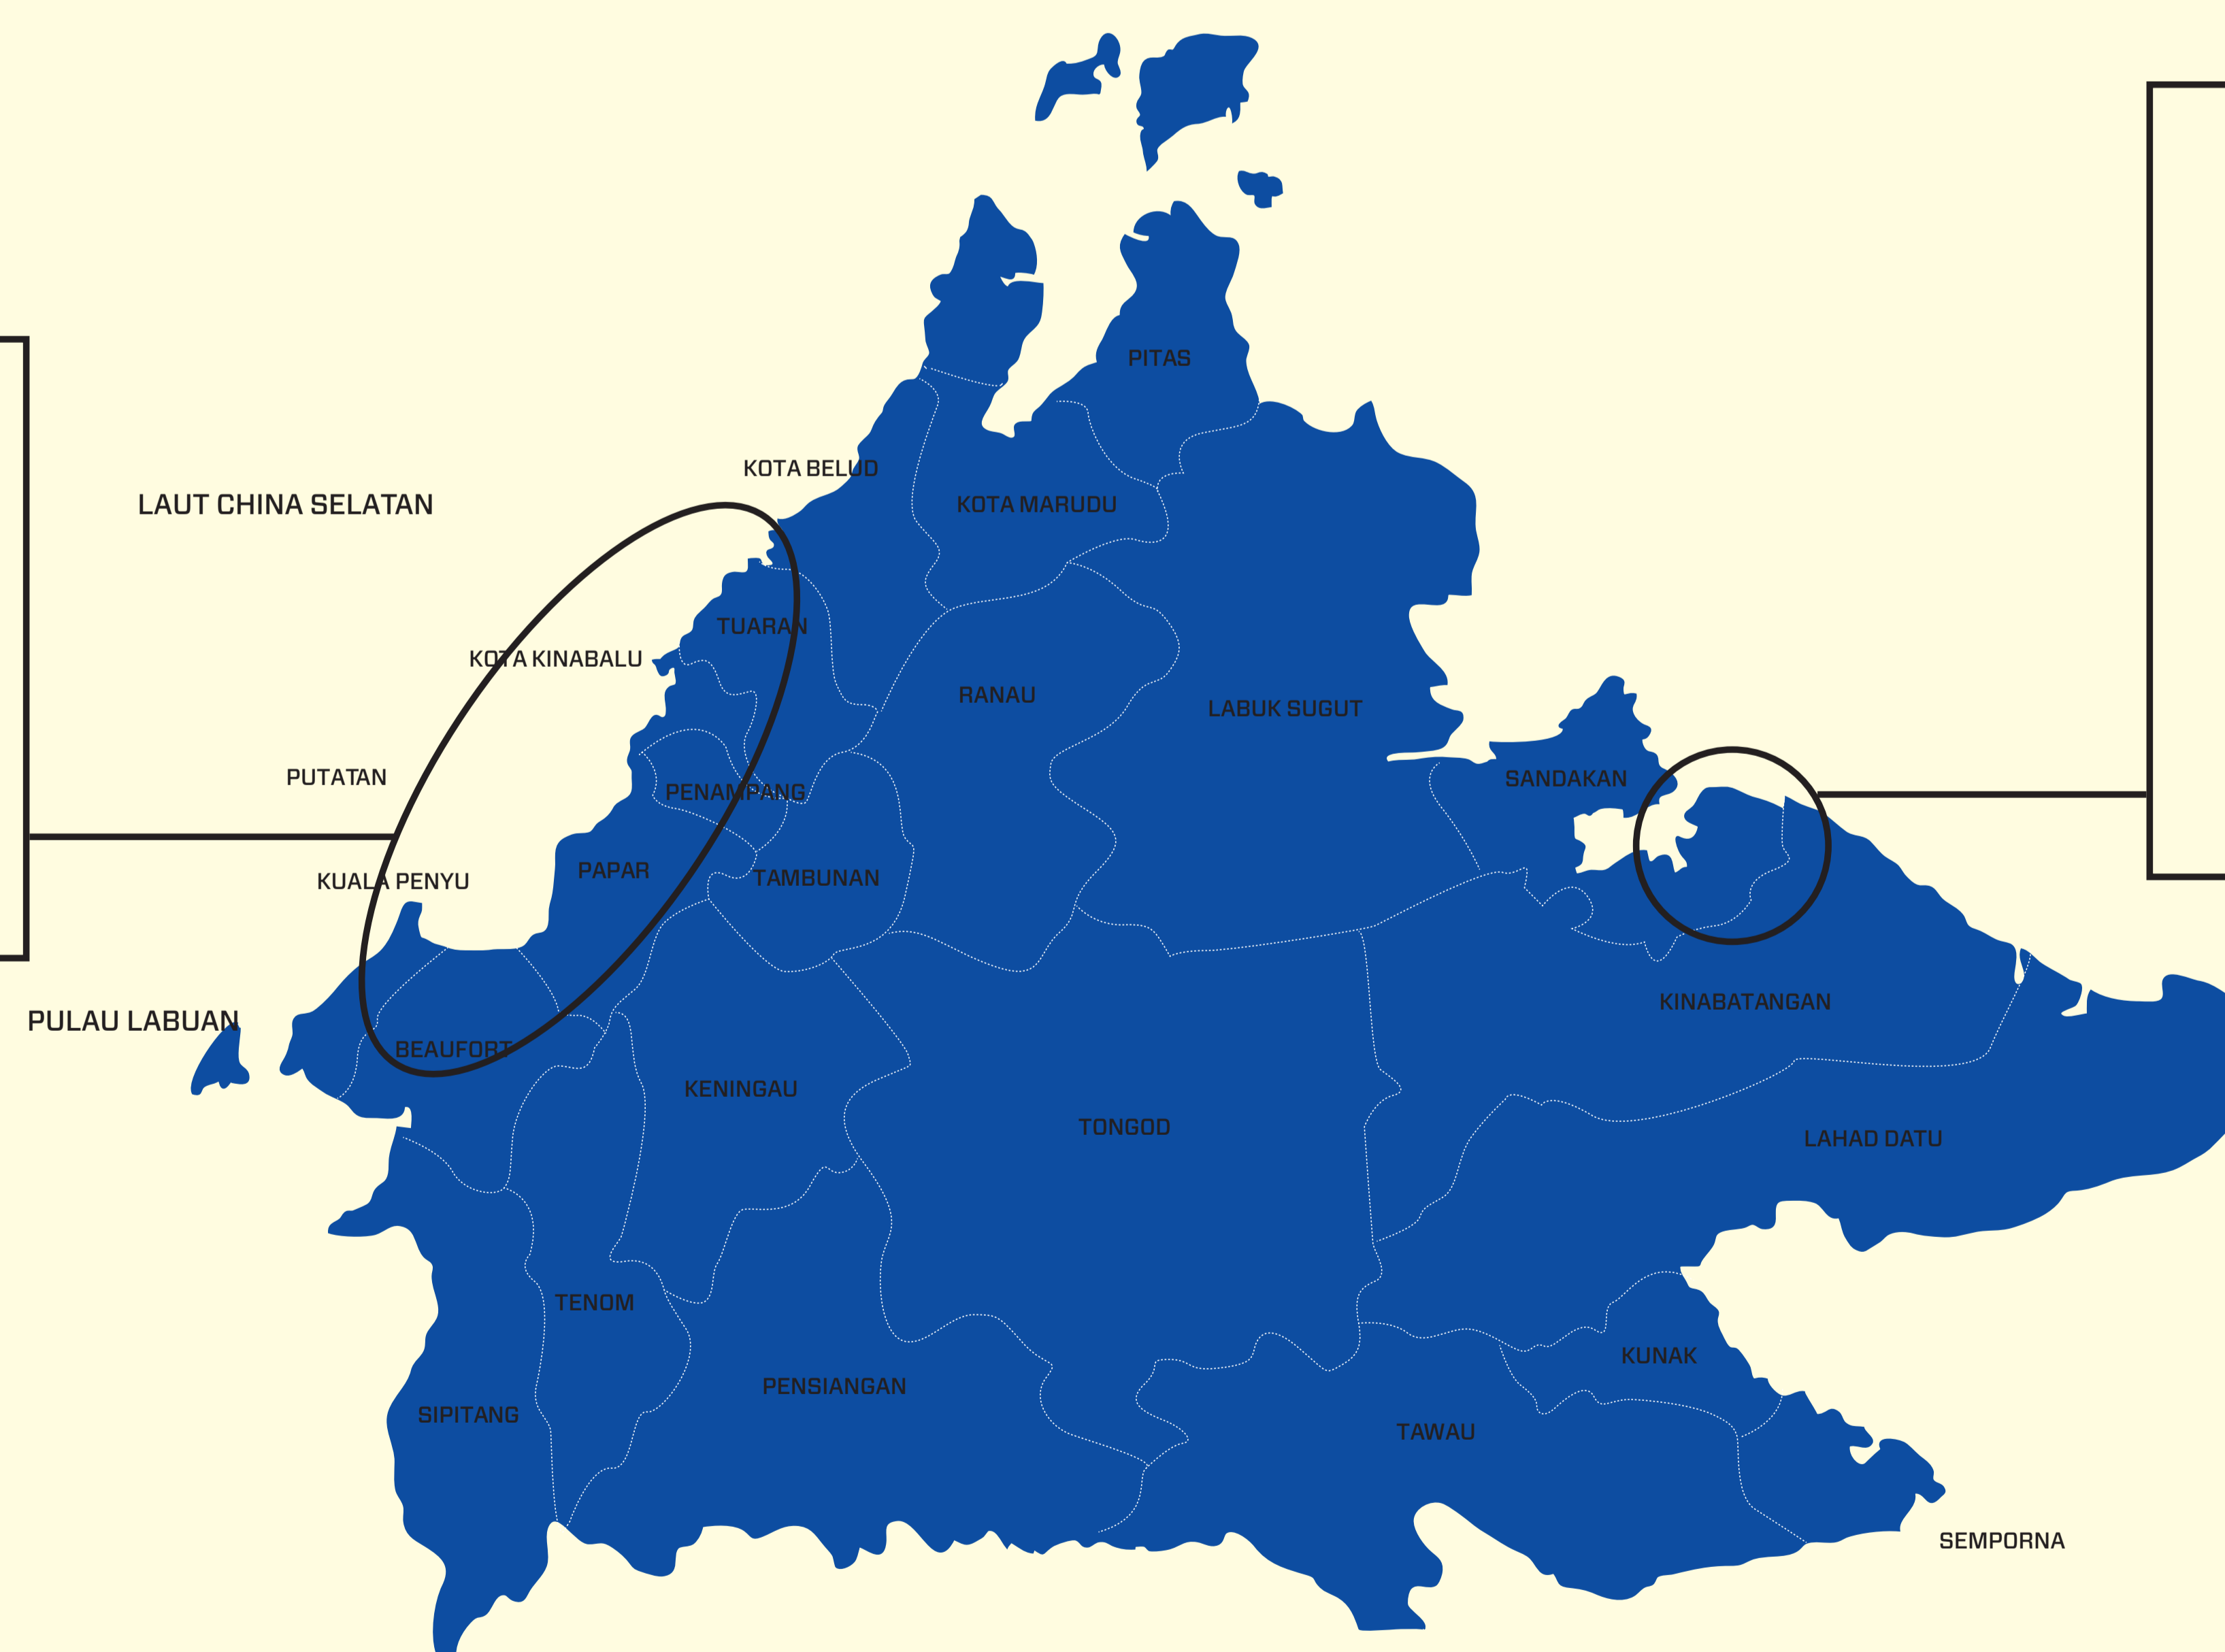 PITAS
KOTA BELUD
LAUT CHINA SELATAN
KOTA MARUDU
TUARAN
KOTA KINABALU
RANAU
LABUK SUGUT
PUTATAN
SANDAKAN
PENAMPANG
PAPAR
TAMBUNAN
KUALA PENYU
KINABATANGAN
PULAU LABUAN
BEAUFORT
KENINGAU
TONGOD
LAHAD DATU
TENOM
KUNAK
PENSIANGAN
SIPITANG
TAWAU
SEMPORNA